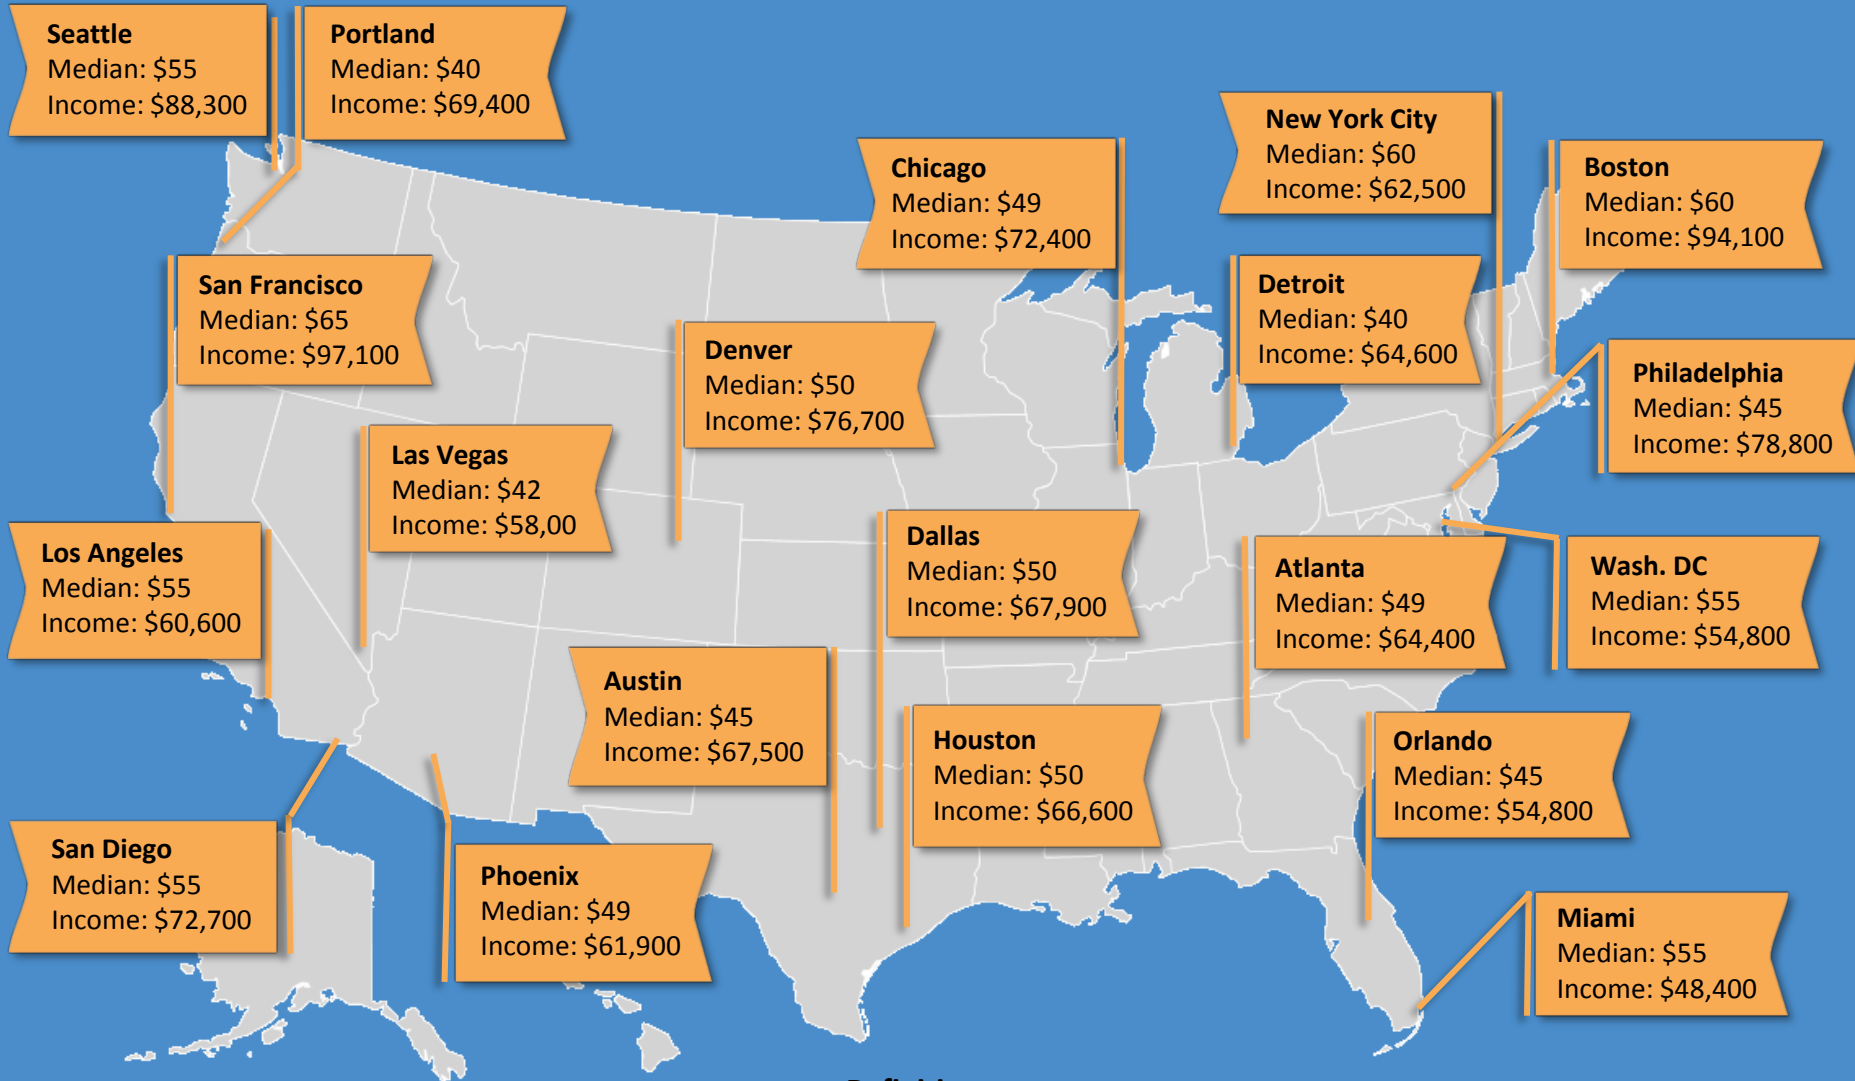 Seattle
Median: $55
Income: $88,300
Portland
Median: $40
Income: $69,400
New York City
Median: $60
Income: $62,500
Chicago
Median: $49
Income: $72,400
Boston
Median: $60
Income: $94,100
San Francisco
Median: $65
Income: $97,100
Detroit
Median: $40
Income: $64,600
Denver
Median: $50
Income: $76,700
Philadelphia
Median: $45
Income: $78,800
Las Vegas
Median: $42
Income: $58,00
Los Angeles
Median: $55
Income: $60,600
Dallas
Median: $50
Income: $67,900
Atlanta
Median: $49
Income: $64,400
Wash. DC
Median: $55
Income: $54,800
Austin
Median: $45
Income: $67,500
Houston
Median: $50
Income: $66,600
Orlando
Median: $45
Income: $54,800
San Diego
Median: $55
Income: $72,700
Phoenix
Median: $49
Income: $61,900
Miami
Median: $55
Income: $48,400